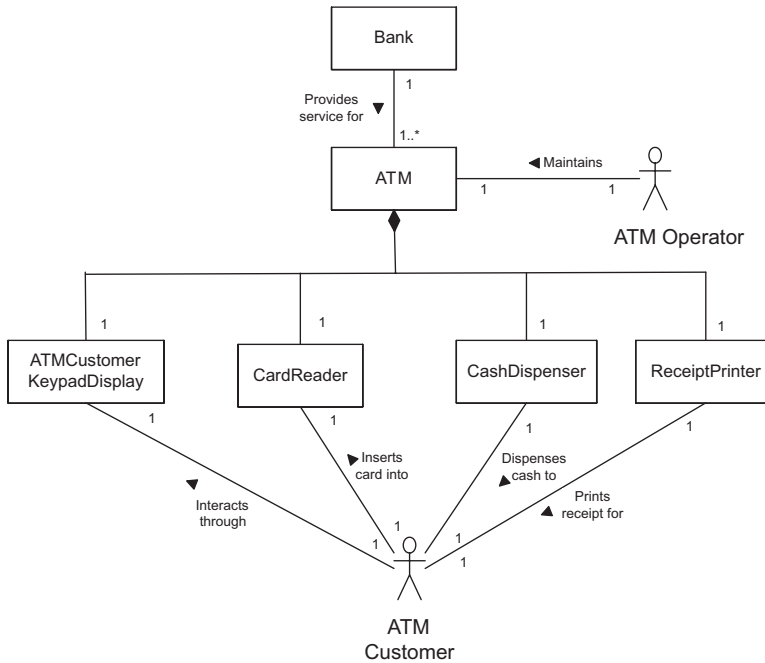 Bank
1
Provides
service for
1..*
ATM
Maintains
1
1
ATM Operator
1
1
1
1
ATMCustomer
KeypadDisplay
CardReader
CashDispenser
ReceiptPrinter
1
1
1
1
Inserts
card into
Dispenses
cash to
Interacts
through
Prints
receipt for
1
1
1
1
ATM
Customer